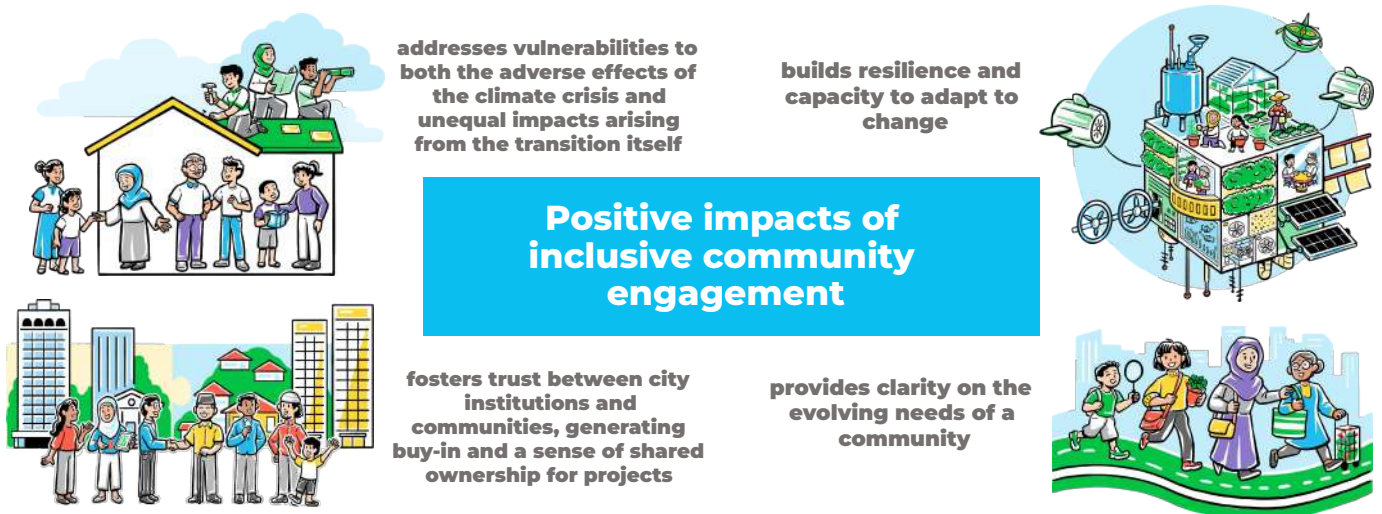 addresses vulnerabilities to
both the adverse effects of
the climate crisis and
unequal impacts arising
from the transition itself
builds resilience and
capacity to adapt to
change
Positive impacts of
inclusive community
engagement
fosters trust between city
institutions and
communities, generating
buy-in and a sense of shared
ownership for projects
provides clarity on the
evolving needs of a
community